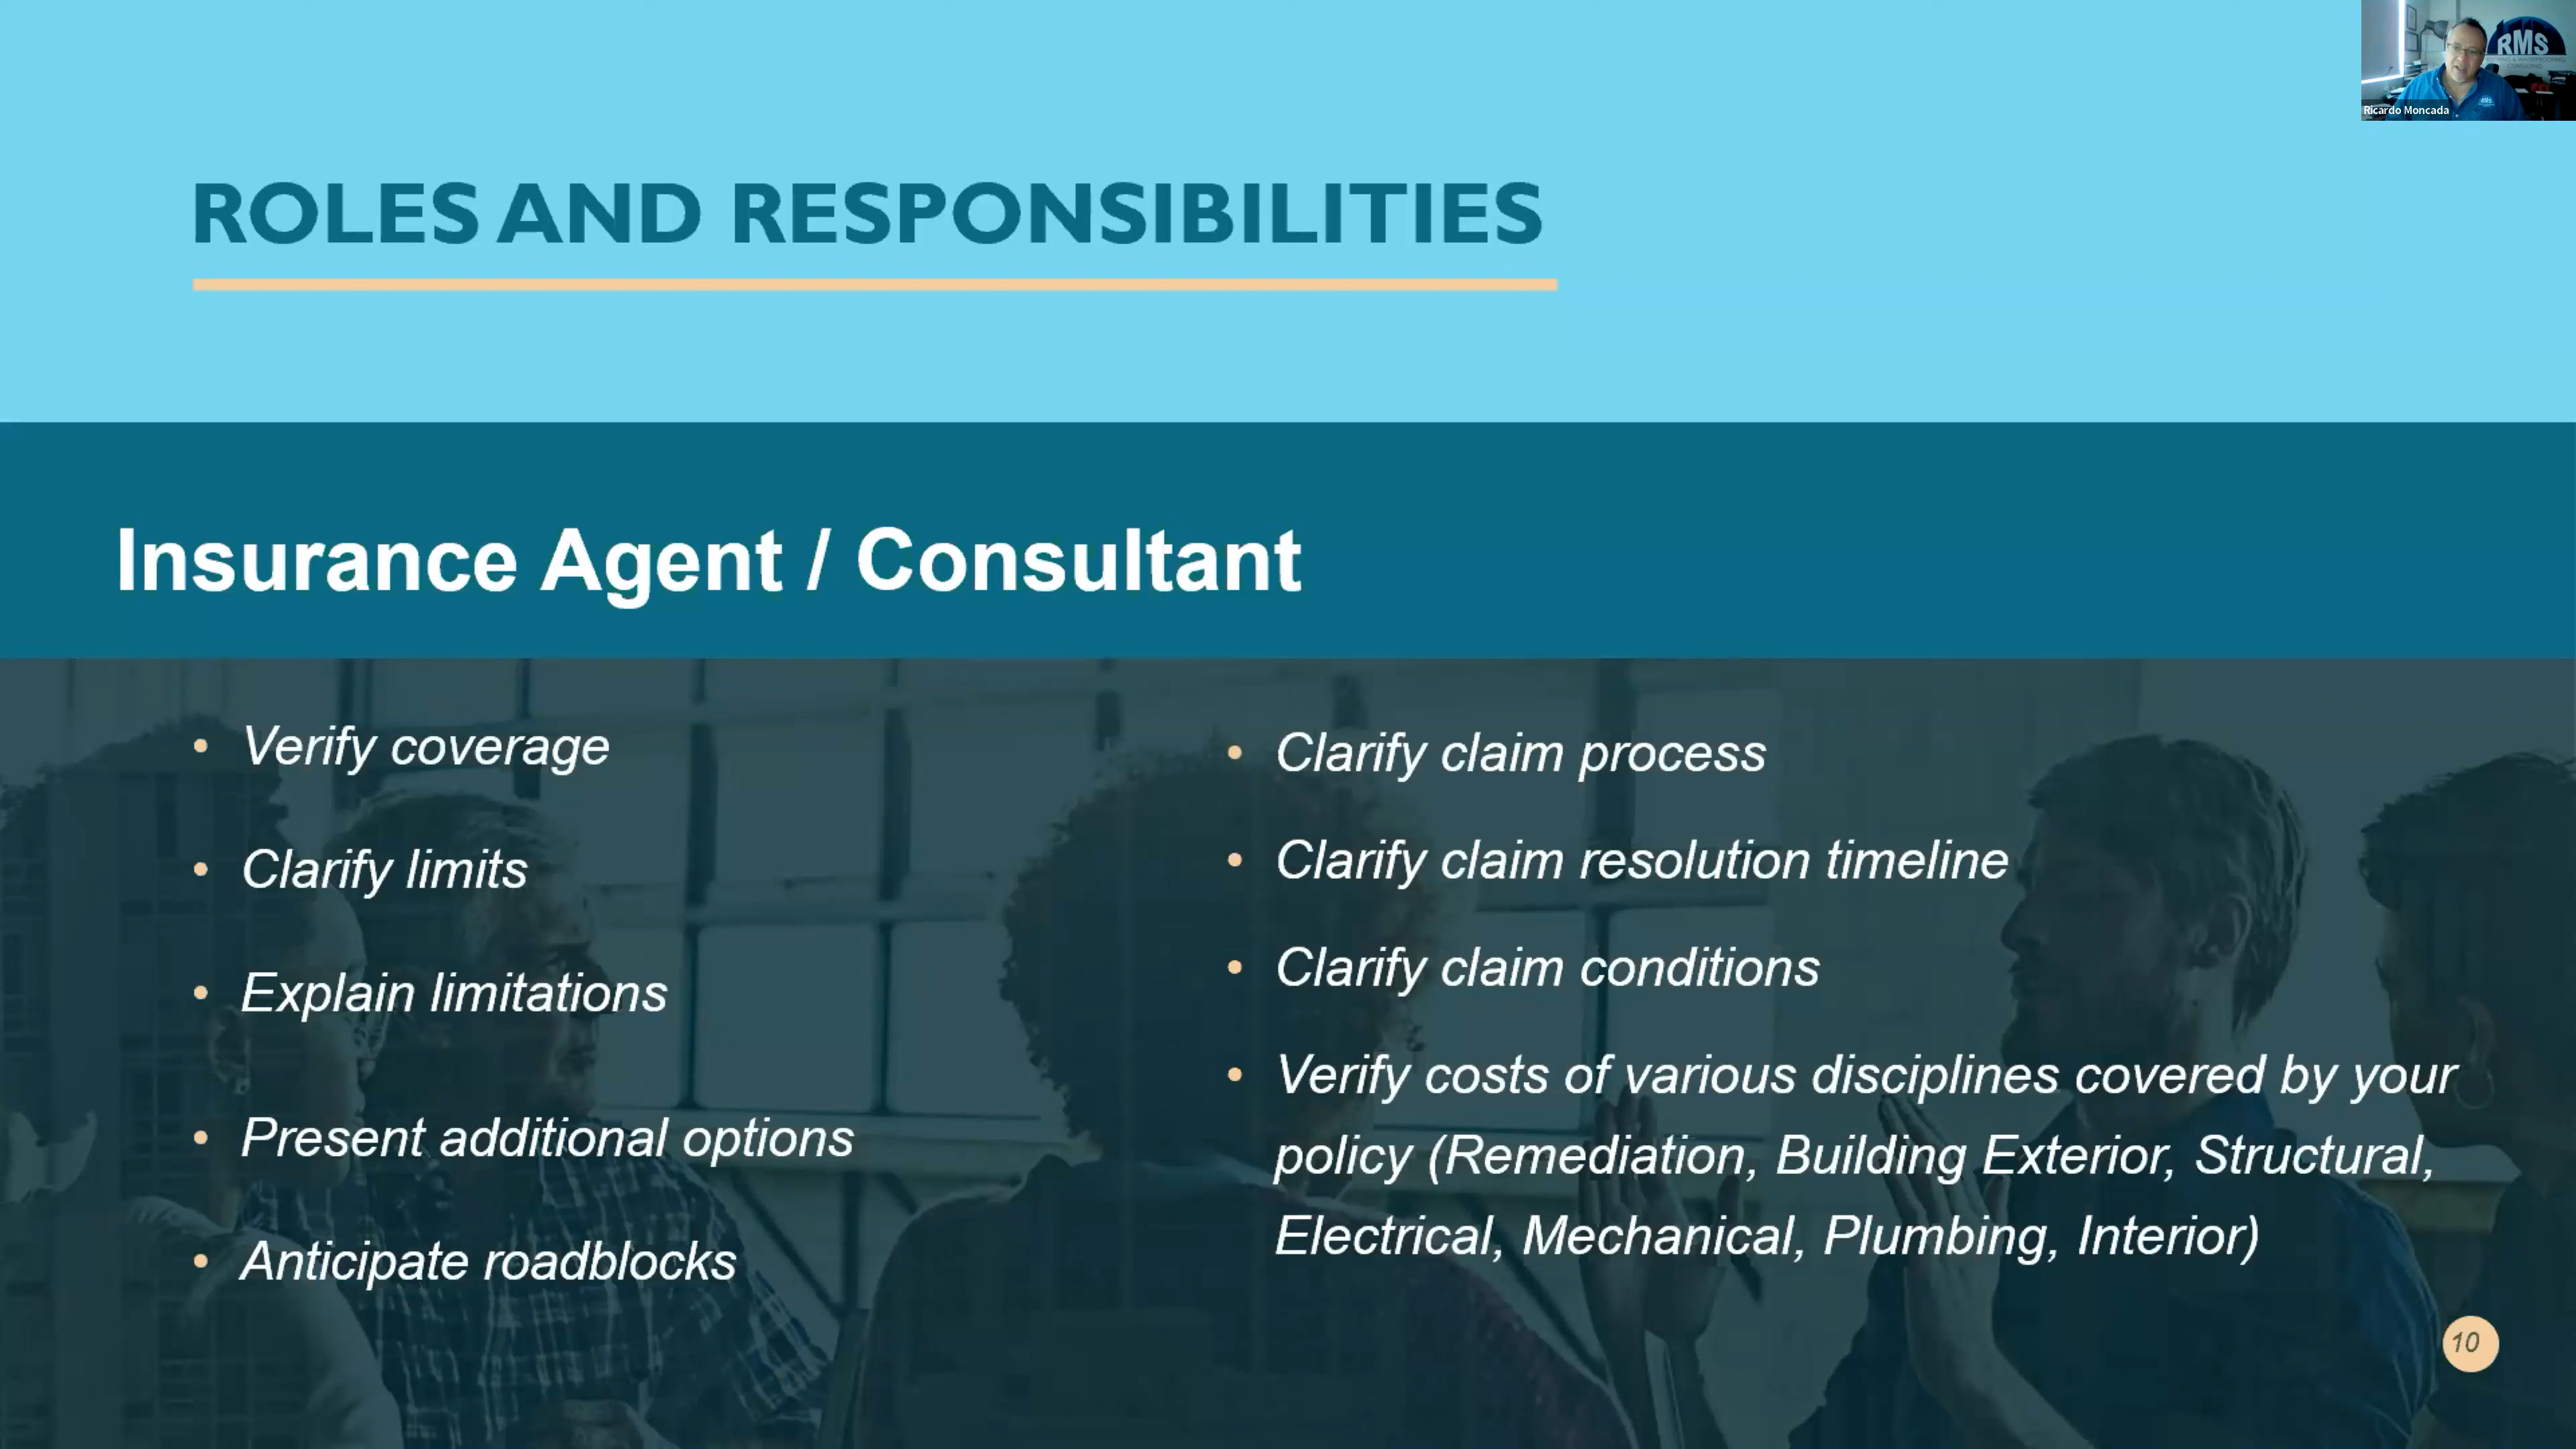 RMS
Ricardo Moncada
ROLES AND RESPONSIBILITIES
Insurance Agent / Consultant
• Verify coverage
• Clarify limits
• Explain limitations
• Present additional options
• Anticipate roadblocks
• Clarify claim process
• Clarify claim resolution timeline
• Clarify claim conditions
• Verify costs of various disciplines covered by your
policy (Remediation, Building Exterior, Structural,
Electrical, Mechanical, Plumbing, Interior)
10